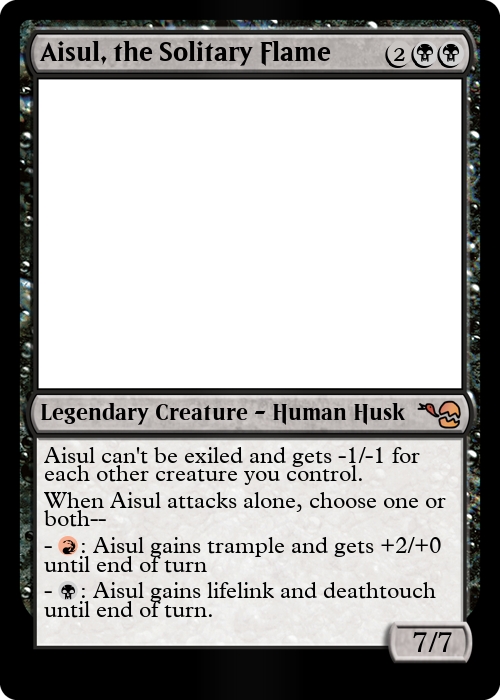 Aisul, the Solitary Flame 2
Legendary Creature - Human Husk
Aisul can't be exiled and gets -1/-1 for
each other creature you control.
When Aisul attacks alone, choose one or
both--
- : Aisul gains trample and gets +2/+0
until end of turn
- : Aisul gains lifelink and deathtouch
until end of turn.
7/7